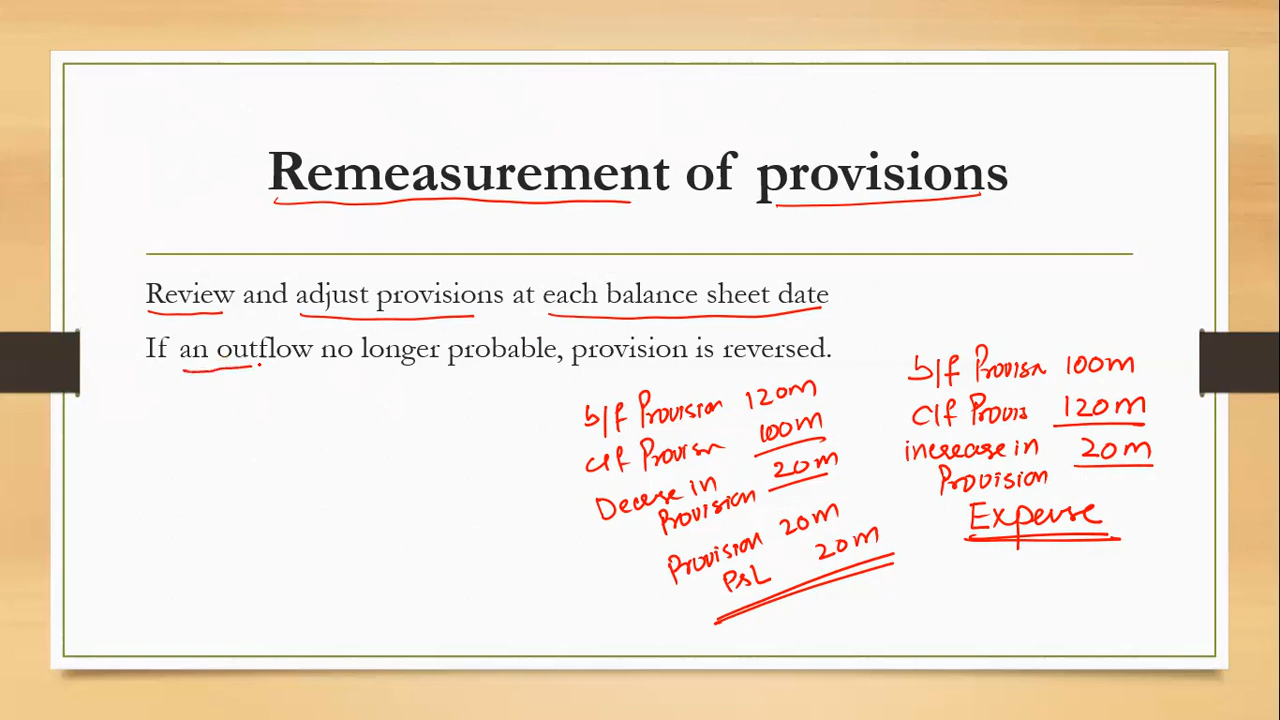 Remeasurement of provisions
Review and adjust provisions at each balance sheet date
If an outflow no longer probable, provision is reversed.
b/f Provision 120m
c/f Provisn 100m
Decese in 20m
Provision
Provision 20m
P&L 20m
b/f Provisn 100m
c/f Provis 120m
increase in 20m
Provision
Expense